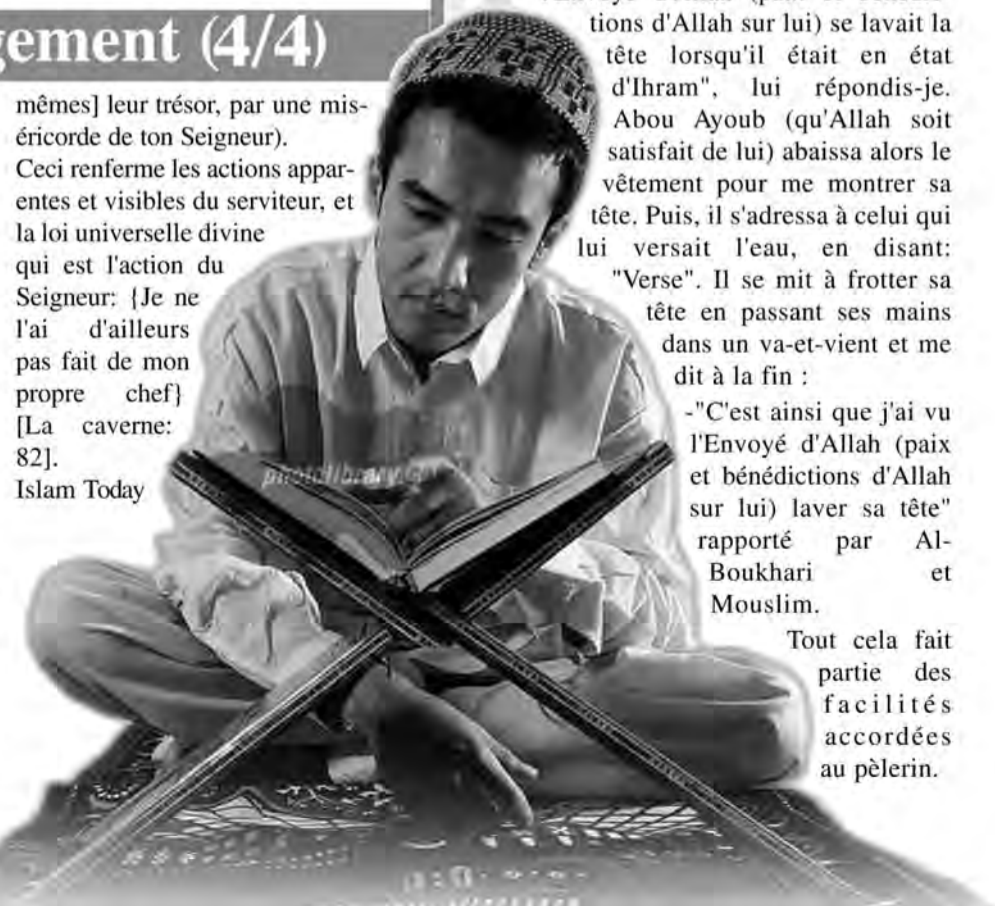 gement (4/4)
mêmes] leur trésor, par une mis-
éricorde de ton Seigneur).
Ceci renferme les actions appar-
entes et visibles du serviteur, et
la loi universelle divine
qui est l'action du
Seigneur: {Je ne
l'ai d'ailleurs
pas fait de mon
propre chef}
[La caverne:
82].
Islam Today
tions d'Allah sur lui) se lavait la
tête lorsqu'il était en état
d'Ihram", lui répondis-je.
Abou Ayoub (qu'Allah soit
satisfait de lui) abaissa alors le
vêtement pour me montrer sa
tête. Puis, il s'adressa à celui qui
lui versait l'eau, en disant:
"Verse". Il se mit à frotter sa
tête en passant ses mains
dans un va-et-vient et me
dit à la fin :
-"C'est ainsi que j'ai vu
l'Envoyé d'Allah (paix
et bénédictions d'Allah
sur lui) laver sa tête"
rapporté par Al-
Boukhari et
Mouslim.
Tout cela fait
partie des
facilités
accordées
au pèlerin.